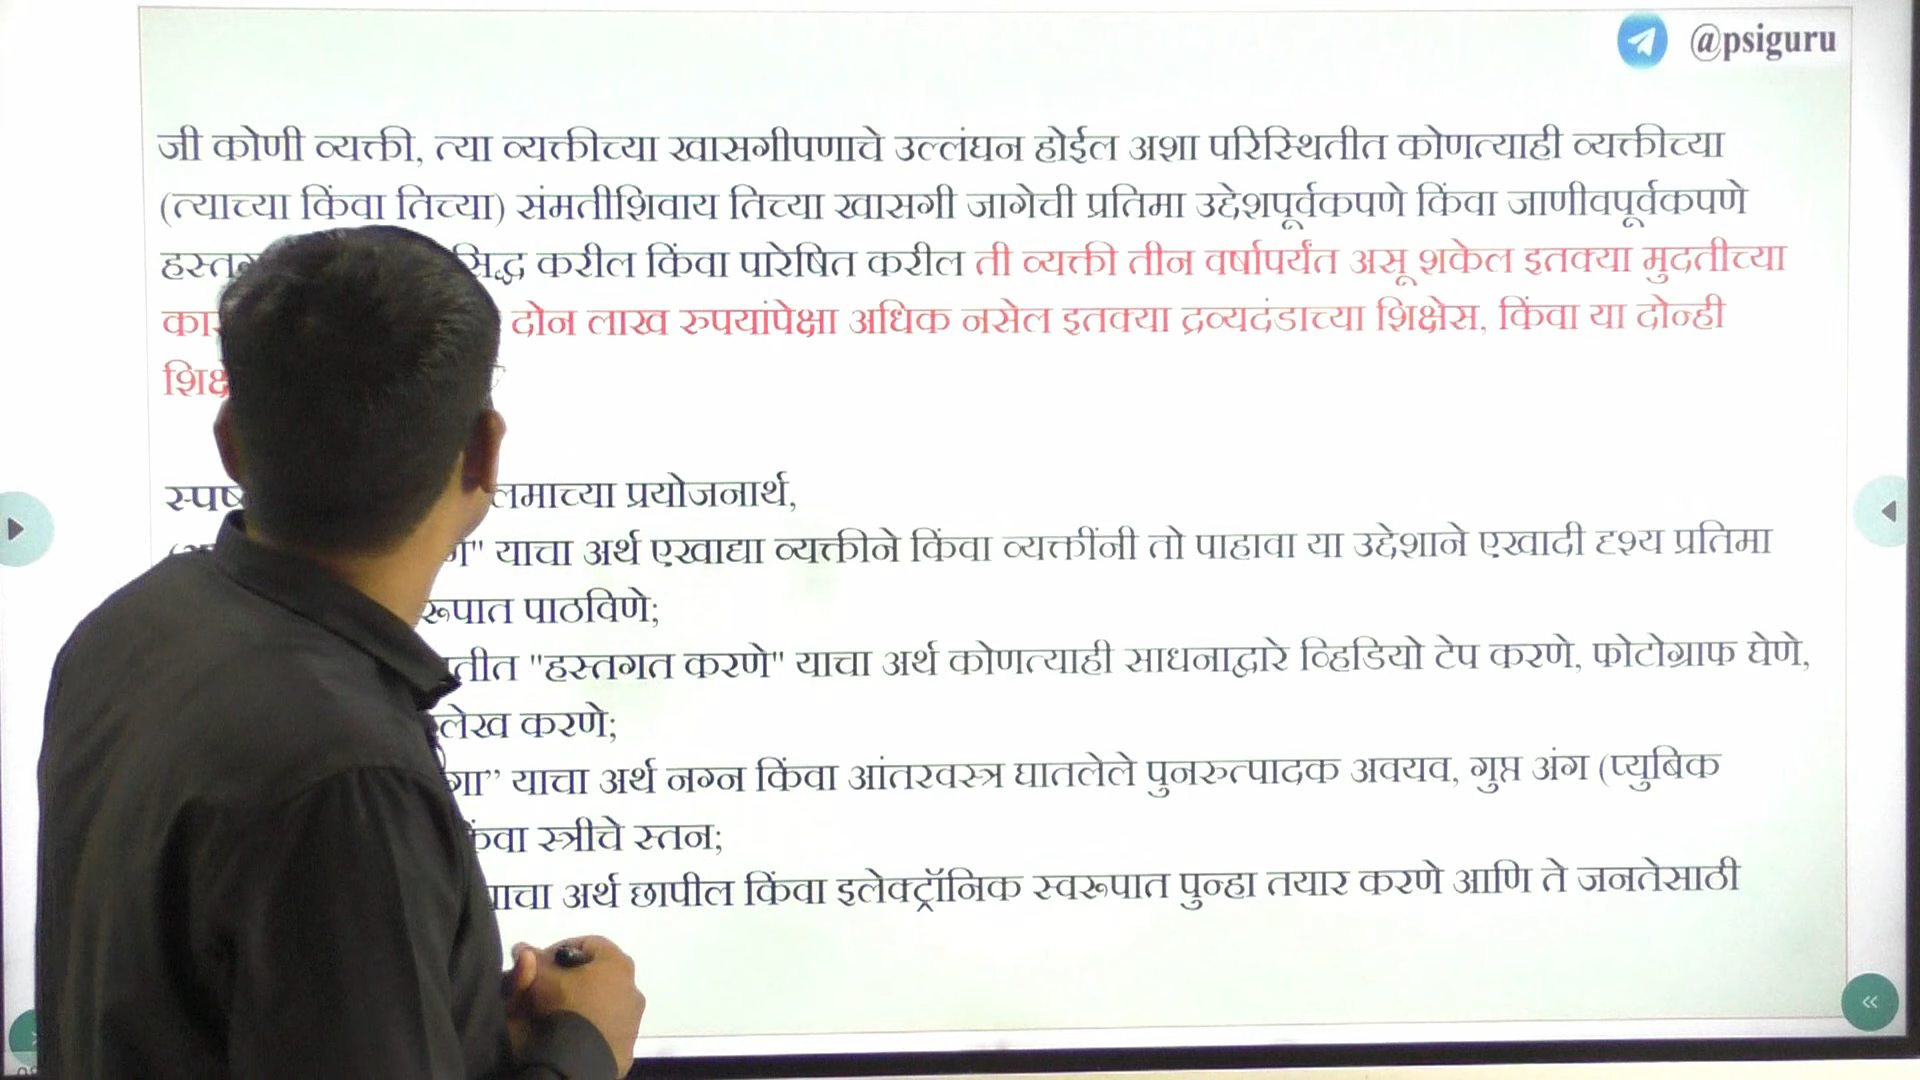 @psiguru
जी कोणी व्यक्ती, त्या व्यक्तीच्या खासगीपणाचे उल्लंघन होईल अशा परिस्थितीत कोणत्याही व्यक्तीच्या
(त्याच्या किंवा तिच्या) संमतीशिवाय तिच्या खासगी जागेची प्रतिमा उद्देशपूर्वकपणे किंवा जाणीवपूर्वकपणे
करील किंवा पारेषित करील ती व्यक्ती तीन वर्षापर्यंत असू शकेल इतक्या मुदतीच्या
दोन लाख रुपयांपेक्षा अधिक नसेल इतक्या द्रव्यदंडाच्या शिक्षेस, किंवा या दोन्ही
प्रयोजनार्थ,
याचा अर्थ एखाद्या व्यक्तीने किंवा व्यक्तींनी तो पाहावा या उद्देशाने एखादी दृश्य प्रतिमा
पाठविणे;
"हस्तगत करणे" याचा अर्थ कोणत्याही साधनाद्वारे व्हिडियो टेप करणे, फोटोग्राफ घेणे,
करणे;
याचा अर्थ नग्न किंवा आंतरवस्त्र घातलेले पुनरुत्पादक अवयव, गुप्त अंग (प्युबिक
स्त्रीचे स्तन;
अर्थ छापील किंवा इलेक्ट्रॉनिक स्वरूपात पुन्हा तयार करणे आणि ते जनतेसाठी